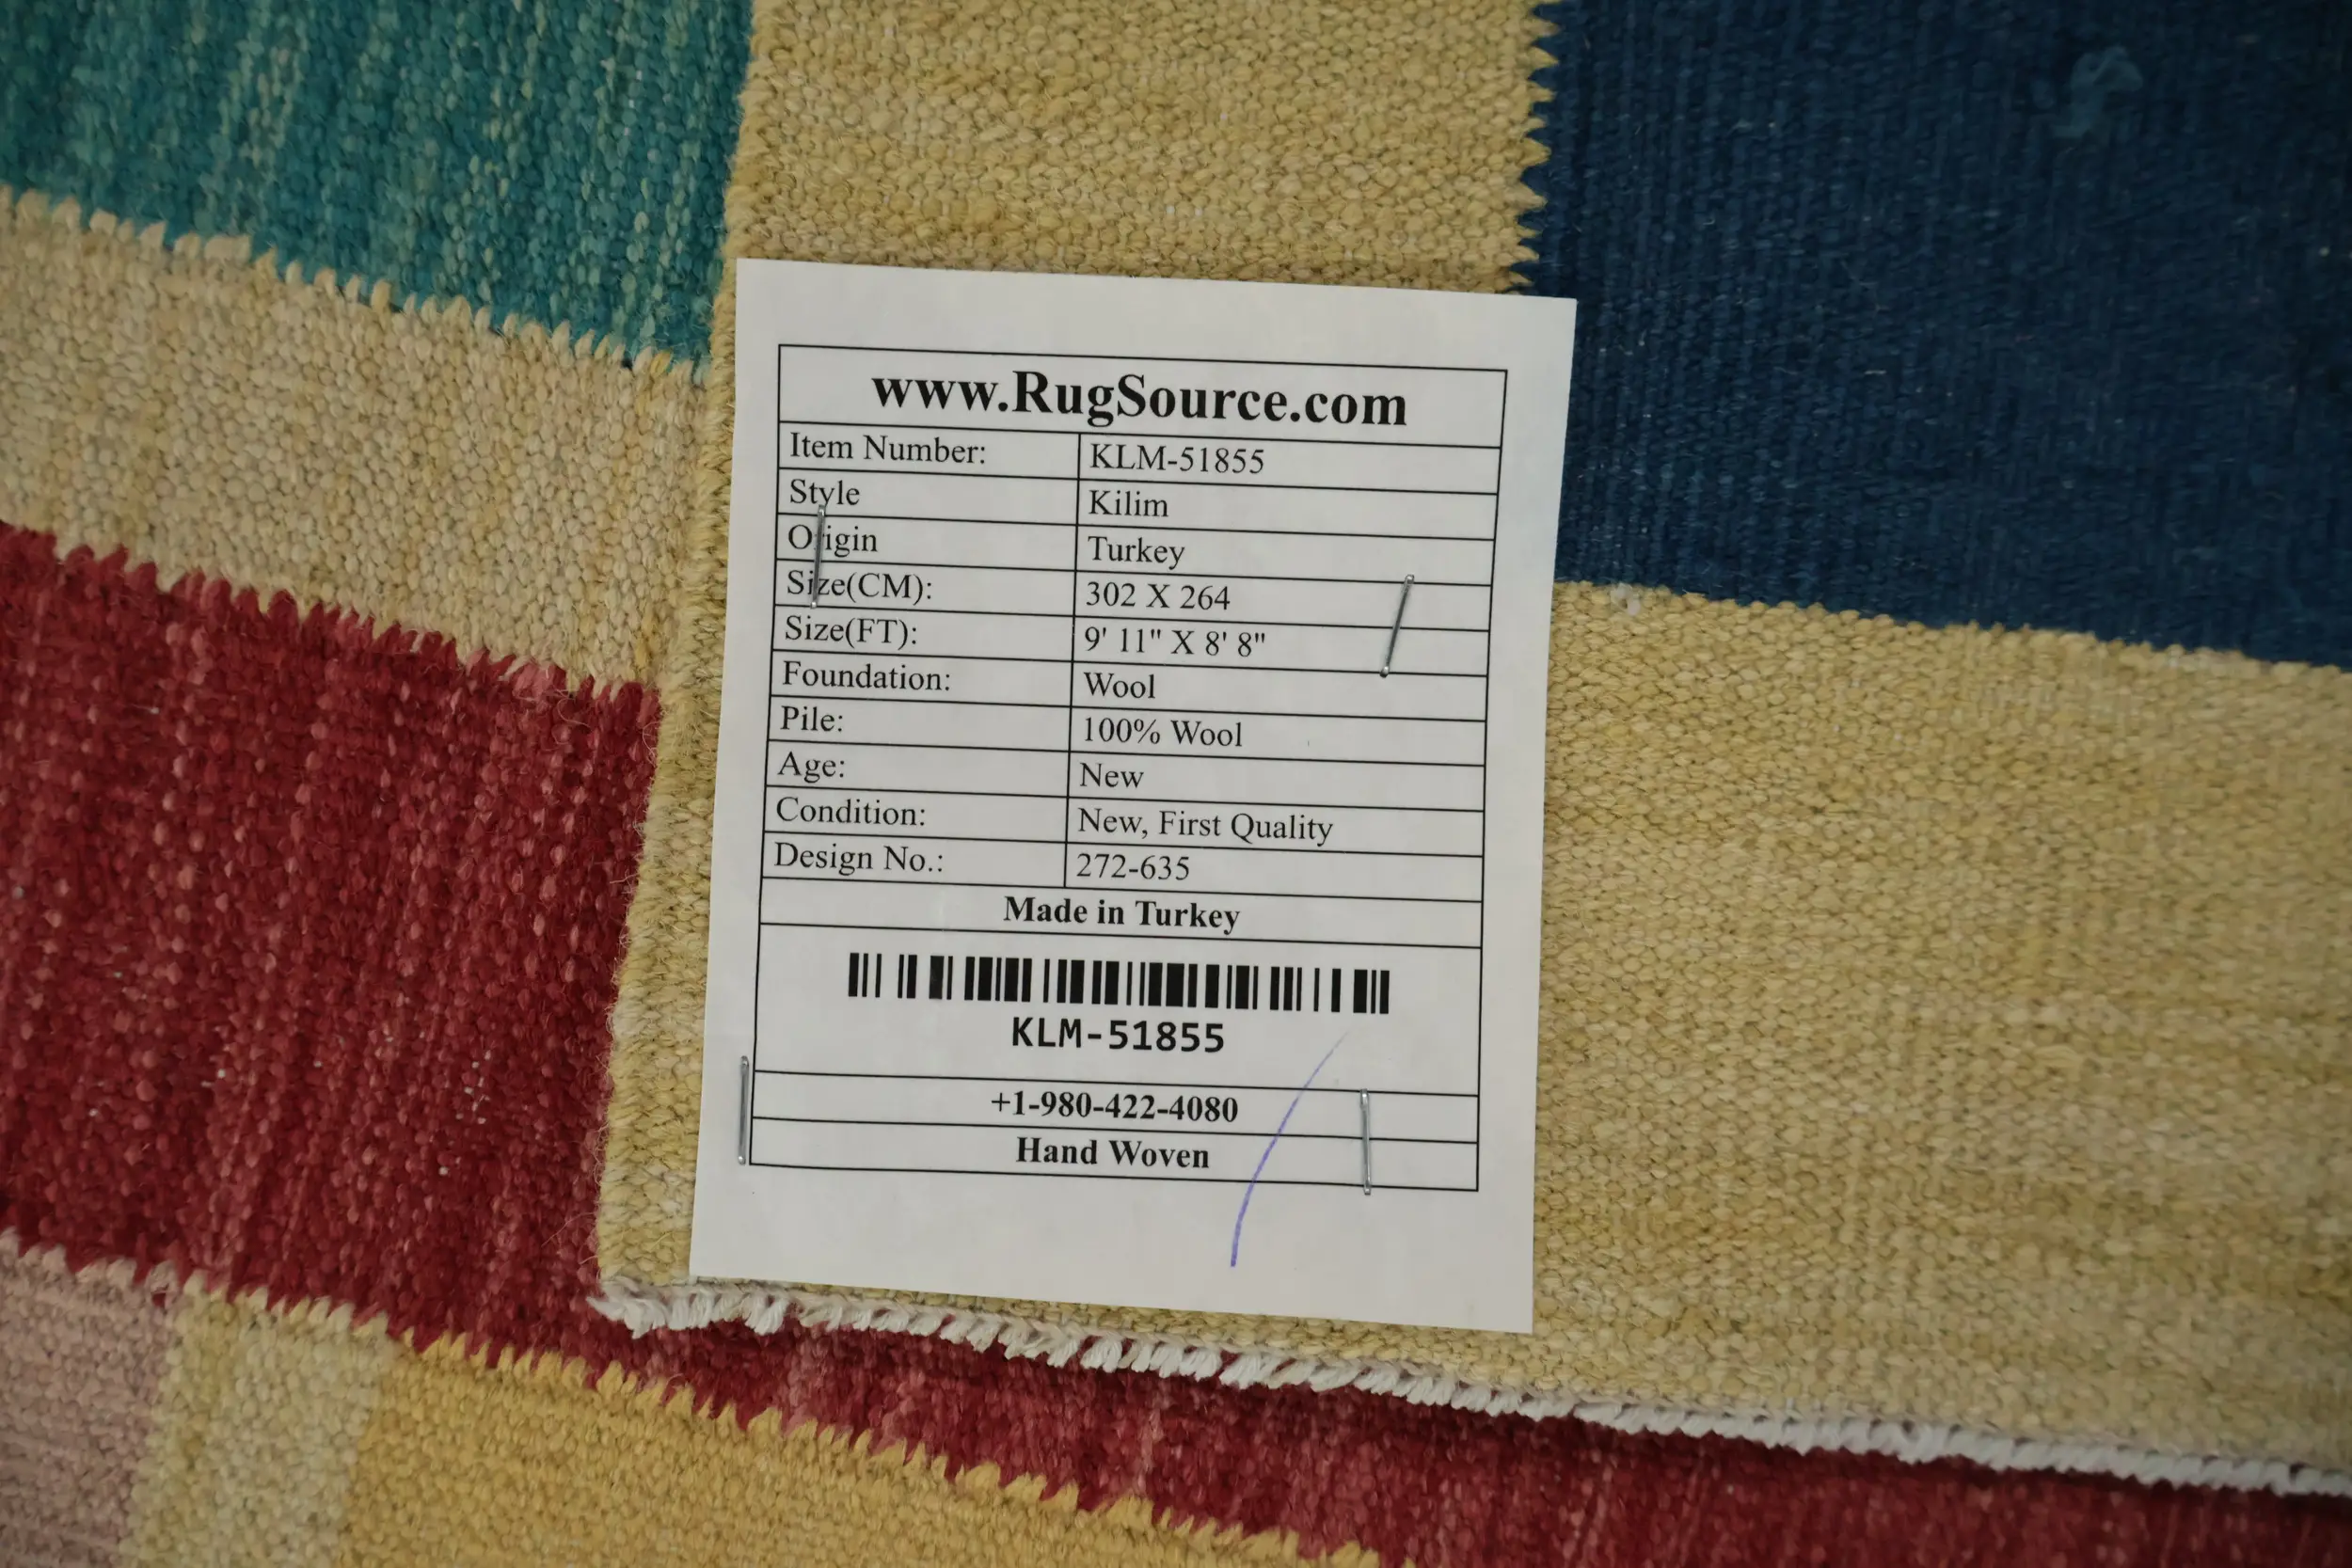 www.RugSource.com
Item Number: KLM-51855
Style Kilim
Origin Turkey
Size(CM): 302 X 264
Size(FT): 9' 11" X 8' 8"
Foundation: Wool
Pile: 100% Wool
Age: New
Condition: New, First Quality
Design No.: 272-635
Made in Turkey
KLM-51855
+1-980-422-4080
Hand Woven